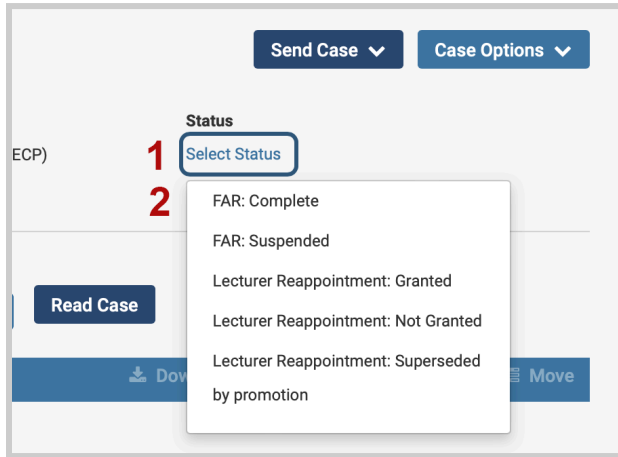 Send Case
Case Options
Status
ECP)
1
Select Status
2
FAR: Complete
FAR: Suspended
Lecturer Reappointment: Granted
Read Case
Lecturer Reappointment: Not Granted
Lecturer Reappointment: Superseded
by promotion
Dow
Move